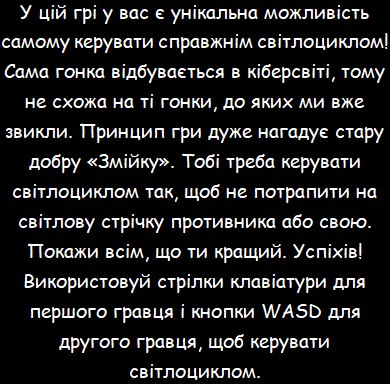 У цій грі у вас є унікальна можливість
самому керувати справжнім світлоциклом!
Сама гонка відбувається в кіберсвіті, тому
не схожа на ті гонки, до яких ми вже
звикли. Принцип гри дуже нагадує стару
добру «Змійку». Тобі треба керувати
світлоциклом так, щоб не потрапити на
світлову стрічку противника або свою.
Покажи всім, що ти кращий. Успіхів!
Використовуй стрілки клавіатури для
першого гравця і кнопки WASD для
другого гравця, щоб керувати
світлоциклом.